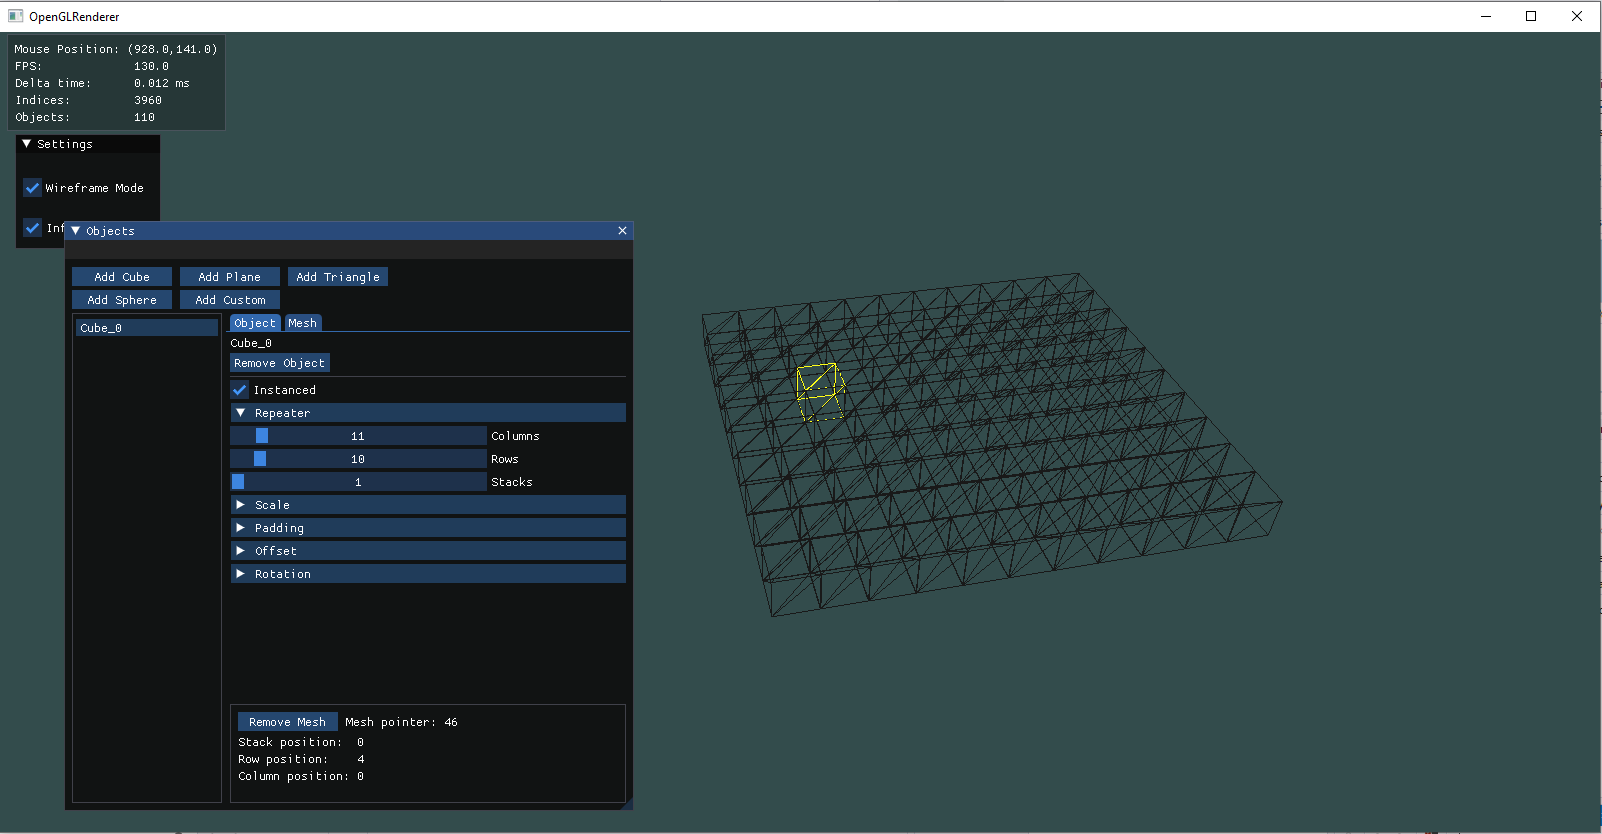 OpenGLRenderer
Mouse Position: (928.0,141.0)
FPS: 130.0
Delta time: 0.012 ms
Indices: 3960
Objects: 110
Settings
Wireframe Mode
Objects
Add Cube Add Plane Add Triangle
Add Sphere Add Custom
Cube_0
Object Mesh
Cube_0
Remove Object
Instanced
Repeater
11 Columns
10 Rows
1 Stacks
Scale
Padding
Offset
Rotation
Remove Mesh Mesh pointer: 46
Stack position: 0
Row position: 4
Column position: 0